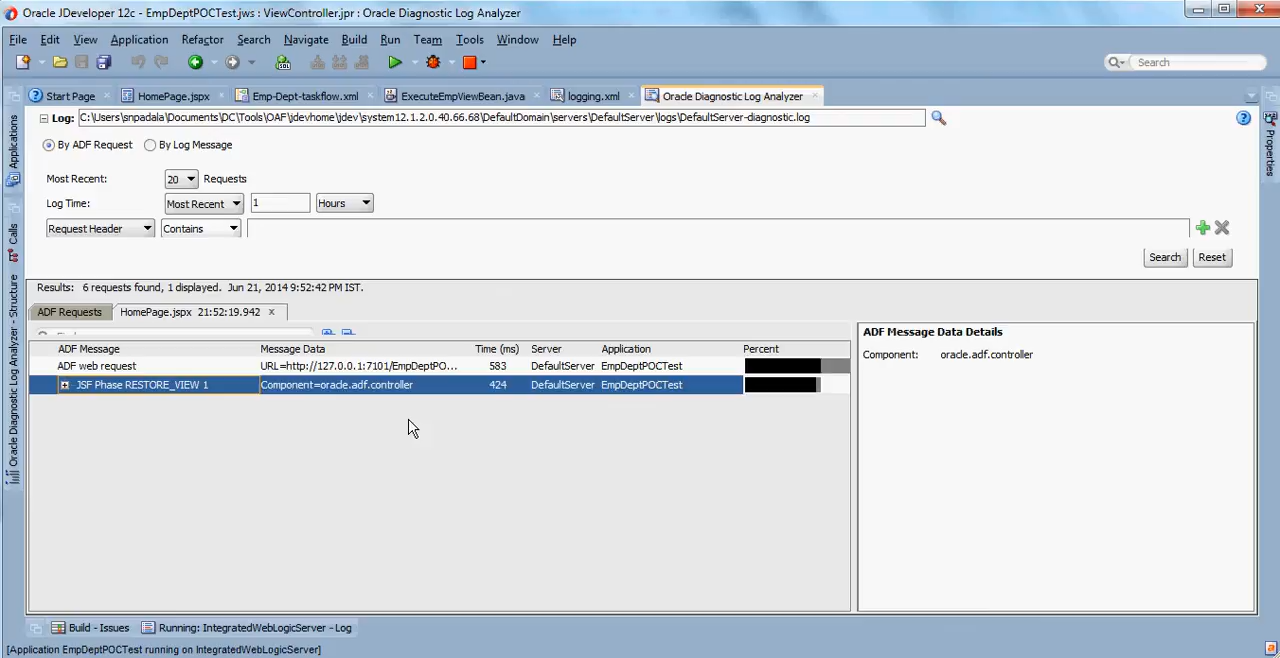 Oracle JDeveloper 12c - EmpDeptPOCTest.jws : ViewController.jpr : Oracle Diagnostic Log Analyzer
File Edit View Application Refactor Search Navigate Build Run Team Tools Window Help
Search
Start Page HomePage.jspx Emp-Dept-taskflow.xml ExecuteEmpViewBean.java logging.xml Oracle Diagnostic Log Analyzer
Log: C:\Users\snpadala\Documents\DC\Tools\OAF\jdevhome\jdev\system12.1.2.0.40.66.68\DefaultDomain\servers\DefaultServer\logs\DefaultServer-diagnostic.log
By ADF Request By Log Message
Most Recent: 20 Requests
Log Time: Most Recent 1 Hours
Request Header Contains
Search Reset
Results: 6 requests found, 1 displayed. Jun 21, 2014 9:52:42 PM IST.
ADF Requests HomePage.jspx 21:52:19.942
ADF Message Message Data Time (ms) Server Application Percent
ADF web request URL=http://127.0.0.1:7101/EmpDeptPO... 583 DefaultServer EmpDeptPOCTest
JSF Phase RESTORE_VIEW 1 Component=oracle.adf.controller 424 DefaultServer EmpDeptPOCTest
ADF Message Data Details
Component: oracle.adf.controller
Applications
Calls
Oracle Diagnostic Log Analyzer - Structure
Properties
Build - Issues Running: IntegratedWebLogicServer - Log
[Application EmpDeptPOCTest running on IntegratedWebLogicServer]